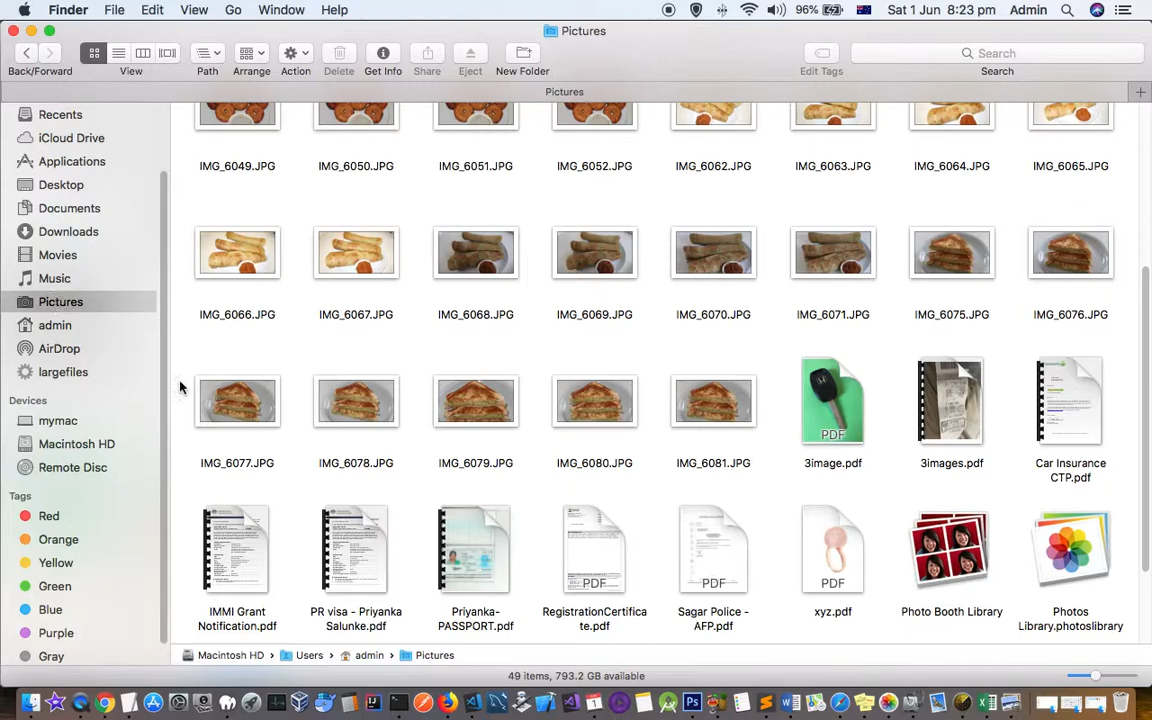 Finder File Edit View Go Window Help 96% Sat 1 Jun 8:23 pm Admin
Pictures
Back/Forward View Path Arrange Action Delete Get Info Share Eject New Folder Edit Tags Search
Search
Pictures
Recents
iCloud Drive
Applications
Desktop
Documents
Downloads
Movies
Music
Pictures
admin
AirDrop
largefiles
Devices
mymac
Macintosh HD
Remote Disc
Tags
Red
Orange
Yellow
Green
Blue
Purple
Gray
IMG_6049.JPG IMG_6050.JPG IMG_6051.JPG IMG_6052.JPG IMG_6062.JPG IMG_6063.JPG IMG_6064.JPG IMG_6065.JPG
IMG_6066.JPG IMG_6067.JPG IMG_6068.JPG IMG_6069.JPG IMG_6070.JPG IMG_6071.JPG IMG_6075.JPG IMG_6076.JPG
PDF
IMG_6077.JPG IMG_6078.JPG IMG_6079.JPG IMG_6080.JPG IMG_6081.JPG 3image.pdf 3images.pdf Car Insurance
CTP.pdf
PDF PDF PDF
IMMI Grant PR visa - Priyanka Priyanka- RegistrationCertifica Sagar Police - xyz.pdf Photo Booth Library Photos
Notification.pdf Salunke.pdf PASSPORT.pdf te.pdf AFP.pdf Library.photoslibrary
Macintosh HD Users admin Pictures
49 items, 793.2 GB available